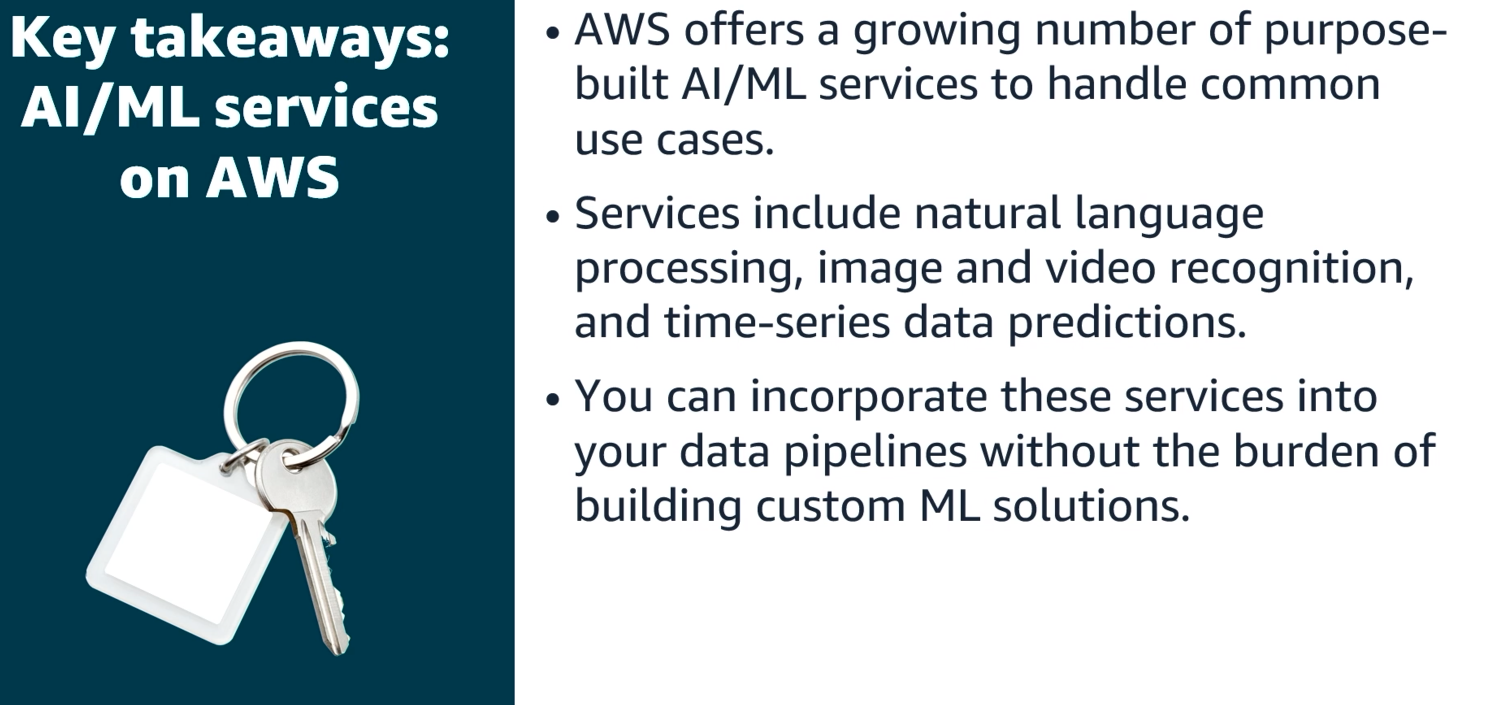 Key takeaways:
AI/ML services
on AWS
• AWS offers a growing number of purpose-
built AI/ML services to handle common
use cases.
• Services include natural language
processing, image and video recognition,
and time-series data predictions.
• You can incorporate these services into
your data pipelines without the burden of
building custom ML solutions.